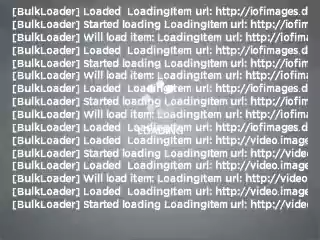 [BulkLoader] Loaded LoadingItem url: http://iofimages.d
[BulkLoader] Started loading LoadingItem url: http://iofim
[BulkLoader] Will load item: LoadingItem url: http://iofima
[BulkLoader] Loaded LoadingItem url: http://iofimages.d
[BulkLoader] Started loading LoadingItem url: http://iofim
[BulkLoader] Will load item: LoadingItem url: http://iofima
[BulkLoader] Loaded LoadingItem url: http://iofimages.d
[BulkLoader] Started loading LoadingItem url: http://iofim
[BulkLoader] Will load item: LoadingItem url: http://iofima
[BulkLoader] Loaded LoadingItem url: http://iofimages.d
LOADING
[BulkLoader] Loaded LoadingItem url: http://video.image
[BulkLoader] Started loading LoadingItem url: http://vide
[BulkLoader] Loaded LoadingItem url: http://video.image
[BulkLoader] Will load item: LoadingItem url: http://video
[BulkLoader] Loaded LoadingItem url: http://video.image
[BulkLoader] Started loading LoadingItem url: http://vide